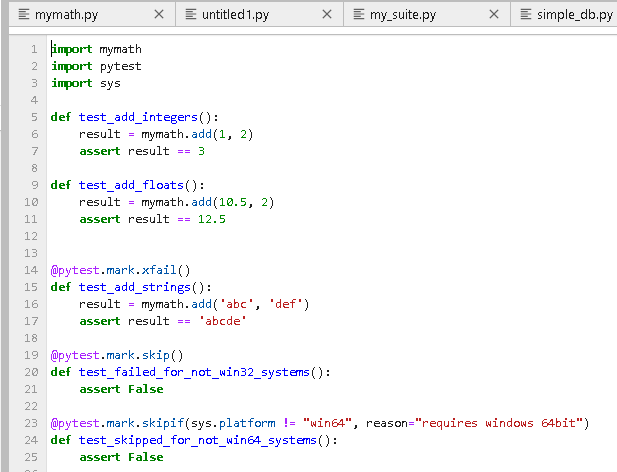 mymath.py untitled1.py my_suite.py simple_db.py
1 import mymath
2 import pytest
3 import sys
4
5 def test_add_integers():
6     result = mymath.add(1, 2)
7     assert result == 3
8
9 def test_add_floats():
10     result = mymath.add(10.5, 2)
11     assert result == 12.5
12
13
14 @pytest.mark.xfail()
15 def test_add_strings():
16     result = mymath.add('abc', 'def')
17     assert result == 'abcde'
18
19 @pytest.mark.skip()
20 def test_failed_for_not_win32_systems():
21     assert False
22
23 @pytest.mark.skipif(sys.platform != "win64", reason="requires windows 64bit")
24 def test_skipped_for_not_win64_systems():
25     assert False